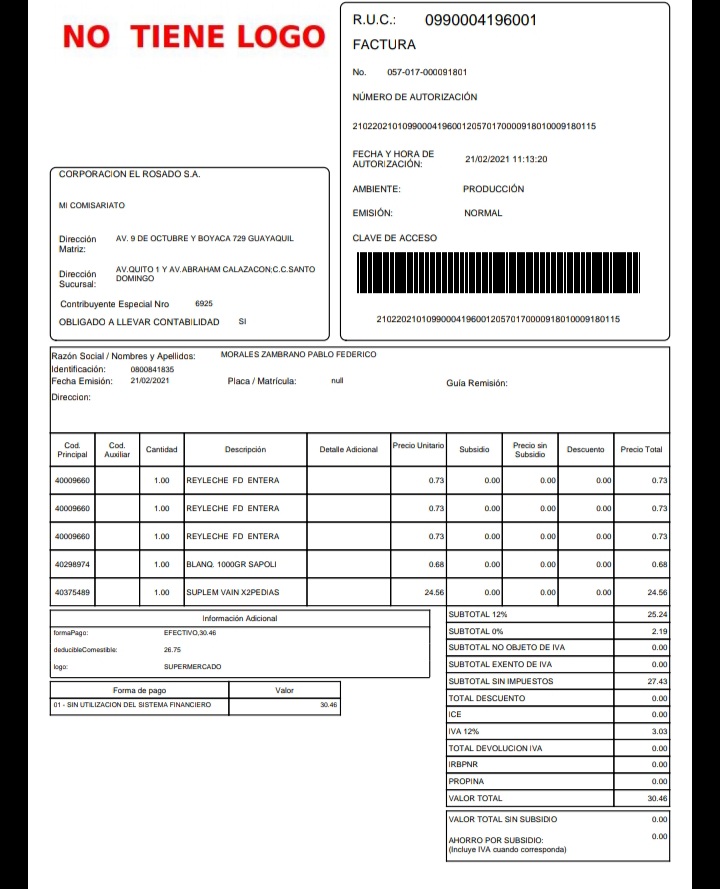 NO TIENE LOGO
R.U.C.: 0990004196001
FACTURA
No. 057-017-000091801
NÚMERO DE AUTORIZACIÓN
2102202101099000419600120570170000918010009180115
FECHA Y HORA DE AUTORIZACIÓN: 21/02/2021 11:13:20
AMBIENTE: PRODUCCIÓN
EMISIÓN: NORMAL
CLAVE DE ACCESO
2102202101099000419600120570170000918010009180115
CORPORACION EL ROSADO S.A.
MI COMISARIATO
Dirección Matriz: AV. 9 DE OCTUBRE Y BOYACA 729 GUAYAQUIL
Dirección Sucursal: AV.QUITO 1 Y AV.ABRAHAM CALAZACON;C.C.SANTO DOMINGO
Contribuyente Especial Nro 6925
OBLIGADO A LLEVAR CONTABILIDAD SI
Razón Social / Nombres y Apellidos: MORALES ZAMBRANO PABLO FEDERICO
Identificación: 0800841835
Fecha Emisión: 21/02/2021 Placa / Matrícula: null Guía Remisión:
Direccion:
Cod. Principal Cod. Auxiliar Cantidad Descripción Detalle Adicional Precio Unitario Subsidio Precio sin Subsidio Descuento Precio Total
40009660 1.00 REYLECHE FD ENTERA 0.73 0.00 0.00 0.00 0.73
40009660 1.00 REYLECHE FD ENTERA 0.73 0.00 0.00 0.00 0.73
40009660 1.00 REYLECHE FD ENTERA 0.73 0.00 0.00 0.00 0.73
40298974 1.00 BLANQ. 1000GR SAPOLI 0.68 0.00 0.00 0.00 0.68
40375489 1.00 SUPLEM VAIN X2PEDIAS 24.56 0.00 0.00 0.00 24.56
Información Adicional
formaPago: EFECTIVO,30.46
deducibleComestible: 26.75
logo: SUPERMERCADO
Forma de pago Valor
01 - SIN UTILIZACION DEL SISTEMA FINANCIERO 30.46
SUBTOTAL 12% 25.24
SUBTOTAL 0% 2.19
SUBTOTAL NO OBJETO DE IVA 0.00
SUBTOTAL EXENTO DE IVA 0.00
SUBTOTAL SIN IMPUESTOS 27.43
TOTAL DESCUENTO 0.00
ICE 0.00
IVA 12% 3.03
TOTAL DEVOLUCION IVA 0.00
IRBPNR 0.00
PROPINA 0.00
VALOR TOTAL 30.46
VALOR TOTAL SIN SUBSIDIO 0.00
AHORRO POR SUBSIDIO: 0.00
(Incluye IVA cuando corresponda)